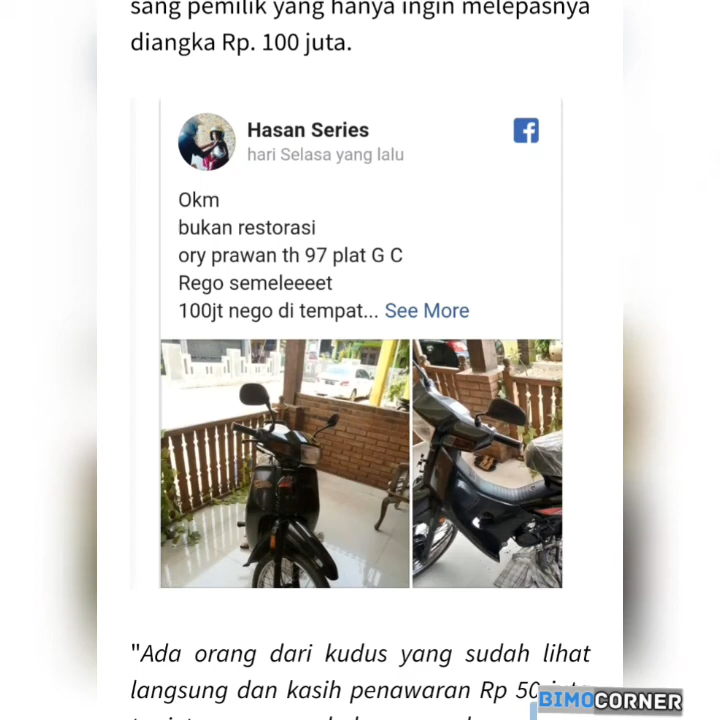 sang pemilik yang hanya ingin melepasnya
diangka Rp. 100 juta.
Hasan Series
hari Selasa yang lalu
Okm
bukan restorasi
ory prawan th 97 plat G C
Rego semeleeeet
100jt nego di tempat... See More
"Ada orang dari kudus yang sudah lihat
langsung dan kasih penawaran Rp 50 juta
BIMOCORNER